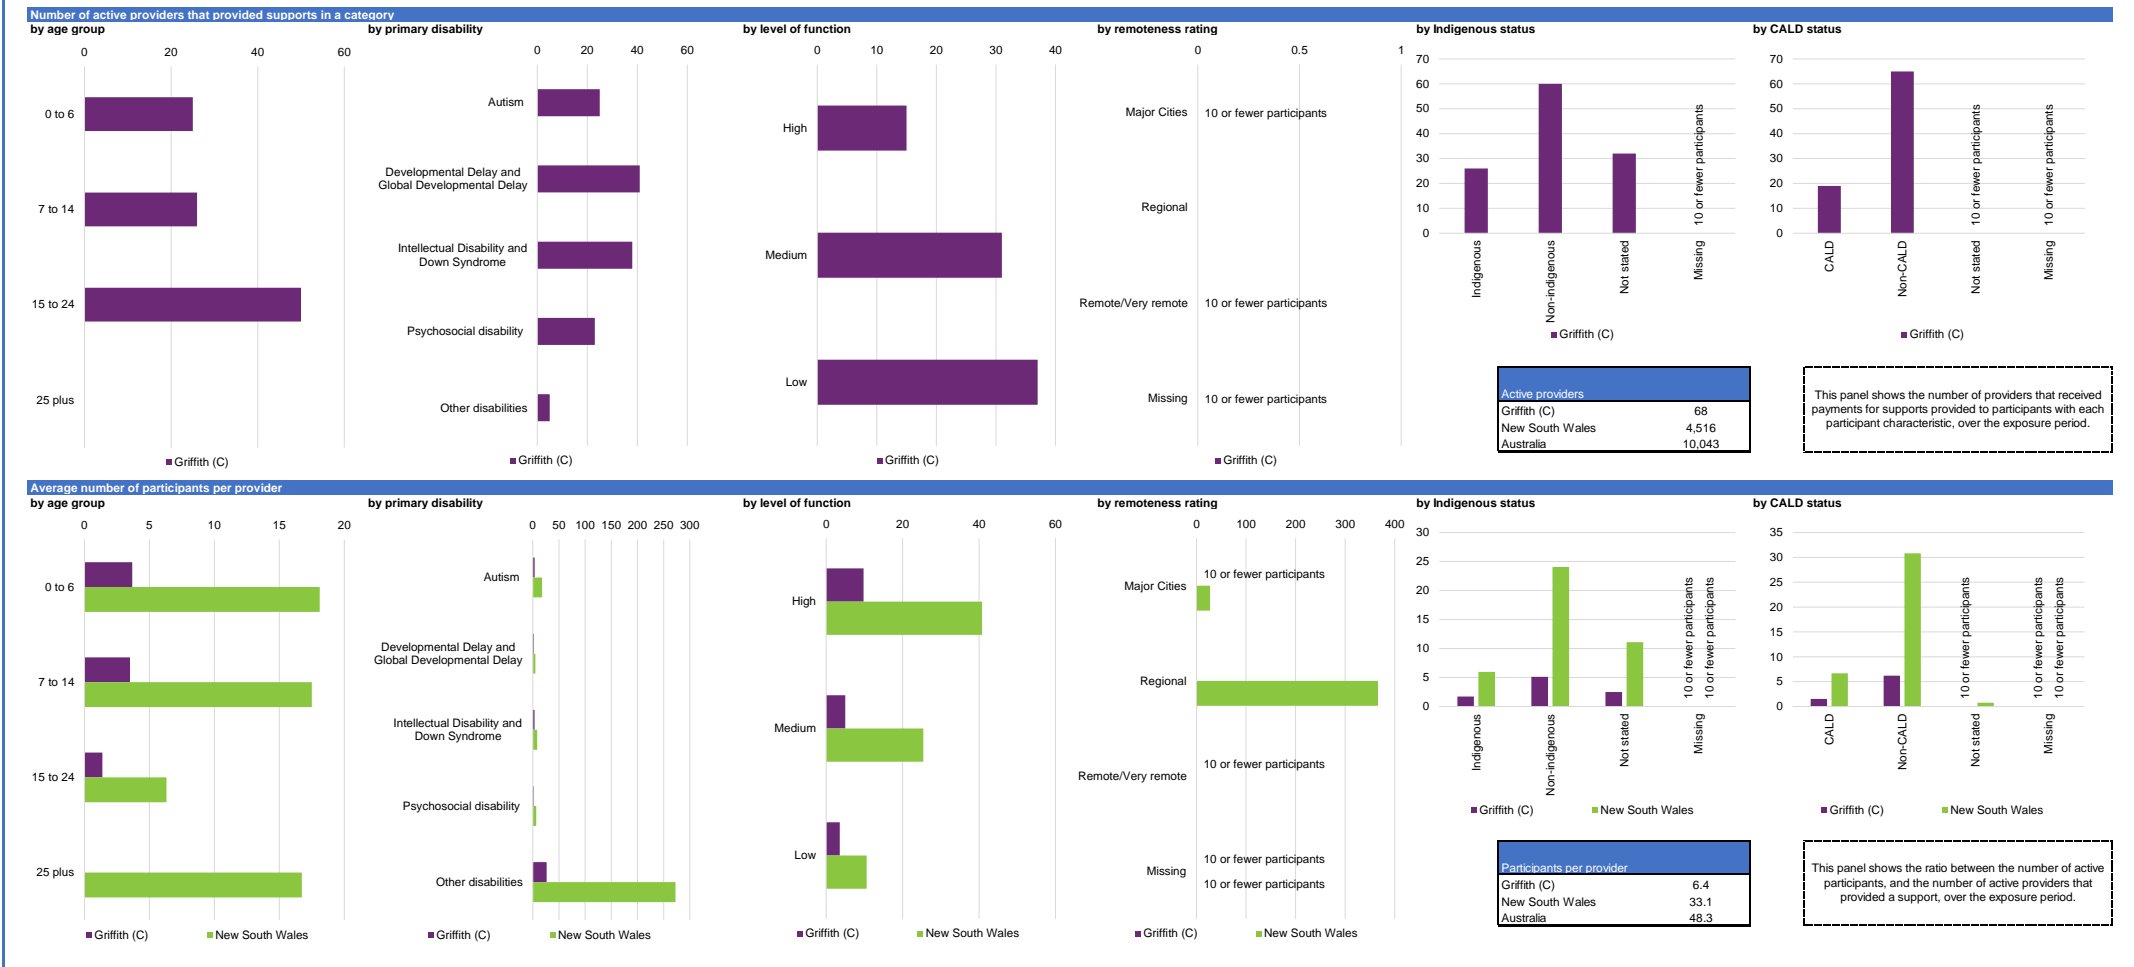 Number of active providers that provided supports in a category
by age group
0 20 40 60
0 to 6
7 to 14
15 to 24
25 plus
Griffith (C)
by primary disability
0 20 40 60
Autism
Developmental Delay and
Global Developmental Delay
Intellectual Disability and
Down Syndrome
Psychosocial disability
Other disabilities
Griffith (C)
by level of function
0 10 20 30 40
High
Medium
Low
Griffith (C)
by remoteness rating
0 0.5 1
Major Cities 10 or fewer participants
Regional
Remote/Very remote 10 or fewer participants
Missing 10 or fewer participants
Griffith (C)
by Indigenous status
70
60
50
40
30
20
10
0
10 or fewer participants
Indigenous
Non-indigenous
Not stated
Missing
Griffith (C)
by CALD status
70
60
50
40
30
20
10
0
10 or fewer participants
10 or fewer participants
CALD
Non-CALD
Not stated
Missing
Griffith (C)
Active providers
Griffith (C) 68
New South Wales 4,516
Australia 10,043
This panel shows the number of providers that received
payments for supports provided to participants with each
participant characteristic, over the exposure period.
Average number of participants per provider
by age group
0 5 10 15 20
0 to 6
7 to 14
15 to 24
25 plus
Griffith (C) New South Wales
by primary disability
0 50 100 150 200 250 300
Autism
Developmental Delay and
Global Developmental Delay
Intellectual Disability and
Down Syndrome
Psychosocial disability
Other disabilities
Griffith (C) New South Wales
by level of function
0 20 40 60
High
Medium
Low
Griffith (C) New South Wales
by remoteness rating
0 100 200 300 400
10 or fewer participants
Major Cities
Regional
10 or fewer participants
Remote/Very remote
10 or fewer participants
Missing
10 or fewer participants
Griffith (C) New South Wales
by Indigenous status
30
25
20
15
10
5
0
10 or fewer participants
10 or fewer participants
Indigenous
Non-indigenous
Not stated
Missing
Griffith (C) New South Wales
by CALD status
35
30
25
20
15
10
5
0
10 or fewer participants
10 or fewer participants
10 or fewer participants
CALD
Non-CALD
Not stated
Missing
Griffith (C) New South Wales
Participants per provider
Griffith (C) 6.4
New South Wales 33.1
Australia 48.3
This panel shows the ratio between the number of active
participants, and the number of active providers that
provided a support, over the exposure period.